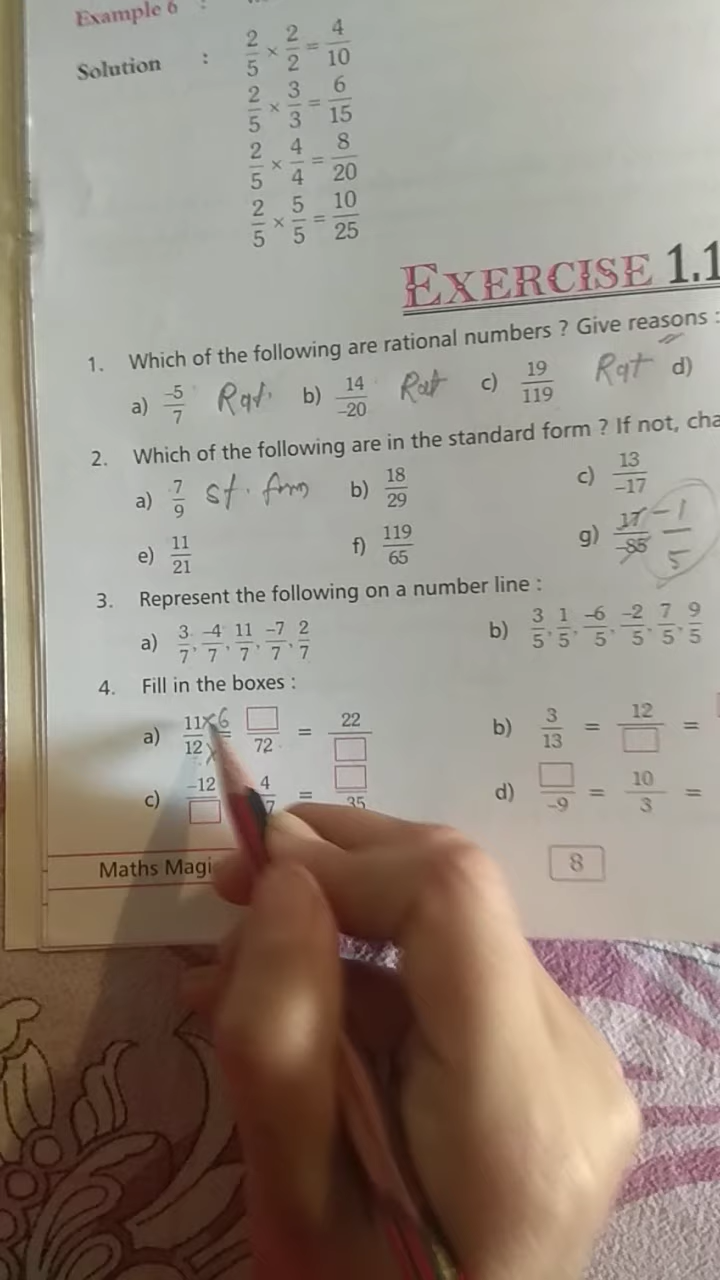 Example 6 :
Solution : 2/5 × 2/2 = 4/10
2/5 × 3/3 = 6/15
2/5 × 4/4 = 8/20
2/5 × 5/5 = 10/25
EXERCISE 1.1
1. Which of the following are rational numbers ? Give reasons :
a) -5/7 Rat. b) 14/-20 Rat c) 19/119 Rat d)
2. Which of the following are in the standard form ? If not, cha
a) 7/9 st. form b) 18/29 c) 13/-17
e) 11/21 f) 119/65 g) 17/-85 -1/5
3. Represent the following on a number line :
a) 3/7, -4/7, 11/7, -7/7, 2/7 b) 3/5, 1/5, -6/5, -2/5, 7/5, 9/5
4. Fill in the boxes :
a) 11×6/12× = □/72 = 22/□ b) 3/13 = 12/□ =
c) -12/□ 4/7 = □/35 d) □/-9 = 10/3 =
Maths Magi 8